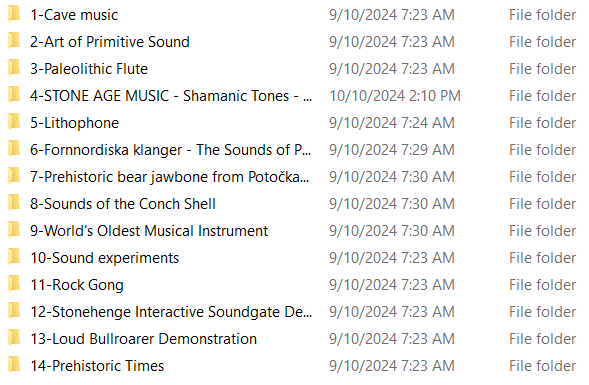 1-Cave music 9/10/2024 7:23 AM File folder
2-Art of Primitive Sound 9/10/2024 7:23 AM File folder
3-Paleolithic Flute 9/10/2024 7:23 AM File folder
4-STONE AGE MUSIC - Shamanic Tones - ... 10/10/2024 2:10 PM File folder
5-Lithophone 9/10/2024 7:24 AM File folder
6-Fornnordiska klanger - The Sounds of P... 9/10/2024 7:29 AM File folder
7-Prehistoric bear jawbone from Potočka... 9/10/2024 7:30 AM File folder
8-Sounds of the Conch Shell 9/10/2024 7:30 AM File folder
9-World's Oldest Musical Instrument 9/10/2024 7:30 AM File folder
10-Sound experiments 9/10/2024 7:23 AM File folder
11-Rock Gong 9/10/2024 7:23 AM File folder
12-Stonehenge Interactive Soundgate De... 9/10/2024 7:23 AM File folder
13-Loud Bullroarer Demonstration 9/10/2024 7:23 AM File folder
14-Prehistoric Times 9/10/2024 7:23 AM File folder